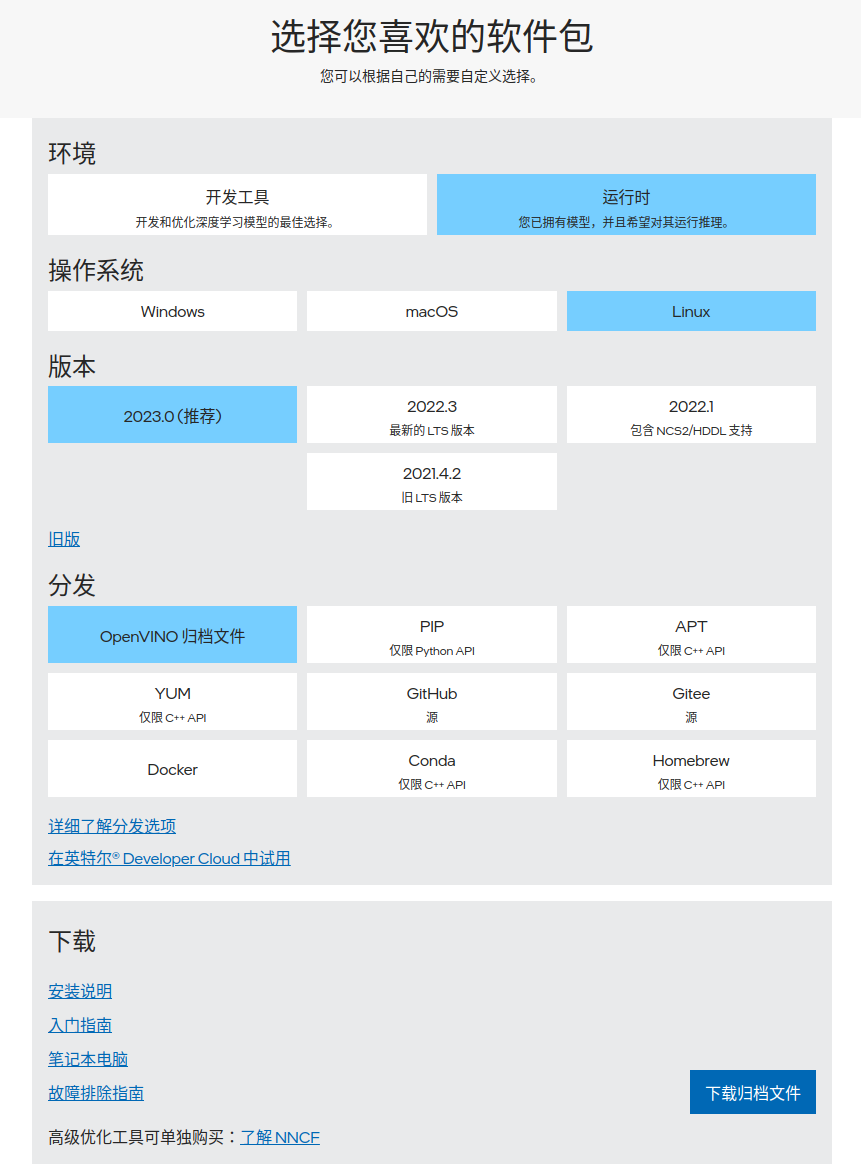 选择您喜欢的软件包
您可以根据自己的需要自定义选择。
环境
开发工具
开发和优化深度学习模型的最佳选择。
运行时
您已拥有模型，并且希望对其运行推理。
操作系统
Windows
macOS
Linux
版本
2023.0（推荐）
2022.3
最新的 LTS 版本
2022.1
包含 NCS2/HDDL 支持
2021.4.2
旧 LTS 版本
旧版
分发
OpenVINO 归档文件
PIP
仅限 Python API
APT
仅限 C++ API
YUM
仅限 C++ API
GitHub
源
Gitee
源
Docker
Conda
仅限 C++ API
Homebrew
仅限 C++ API
详细了解分发选项
在英特尔® Developer Cloud 中试用
下载
安装说明
入门指南
笔记本电脑
故障排除指南
下载归档文件
高级优化工具可单独购买：了解 NNCF